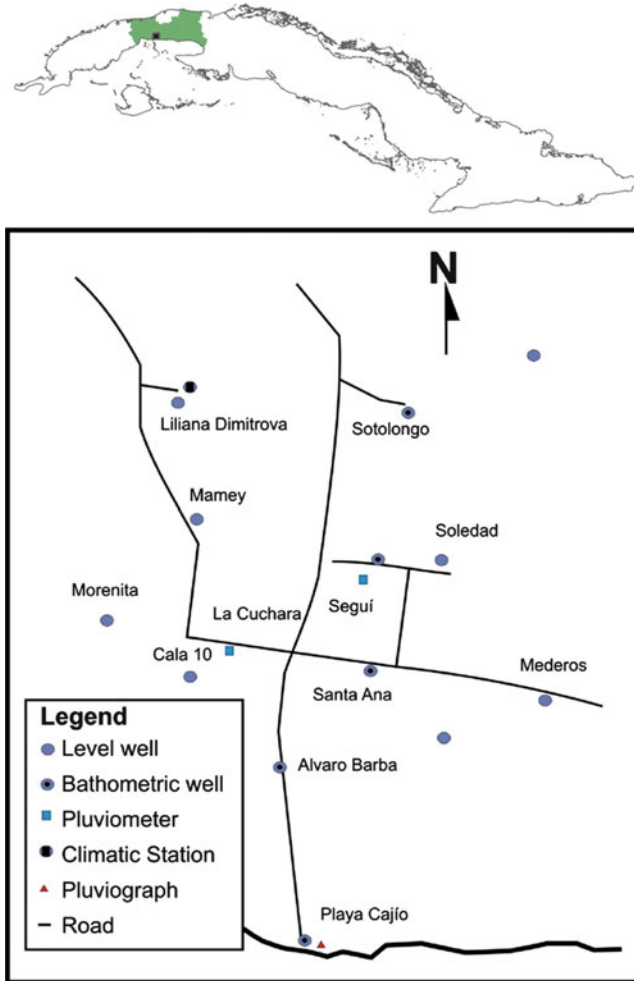 N
Liliana Dimitrova
Sotolongo
Mamey
Soledad
Morenita
La Cuchara
Seguí
Cala 10
Santa Ana
Mederos
Alvaro Barba
Playa Cajío
Legend
Level well
Bathometric well
Pluviometer
Climatic Station
Pluviograph
Road